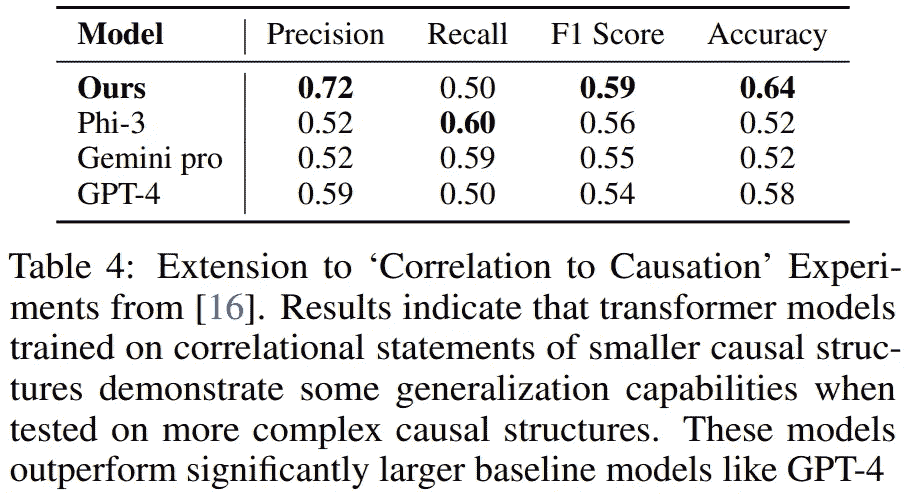 Model Precision Recall F1 Score Accuracy
Ours 0.72 0.50 0.59 0.64
Phi-3 0.52 0.60 0.56 0.52
Gemini pro 0.52 0.59 0.55 0.52
GPT-4 0.59 0.50 0.54 0.58
Table 4: Extension to ‘Correlation to Causation’ Experi-
ments from [16]. Results indicate that transformer models
trained on correlational statements of smaller causal struc-
tures demonstrate some generalization capabilities when
tested on more complex causal structures. These models
outperform significantly larger baseline models like GPT-4